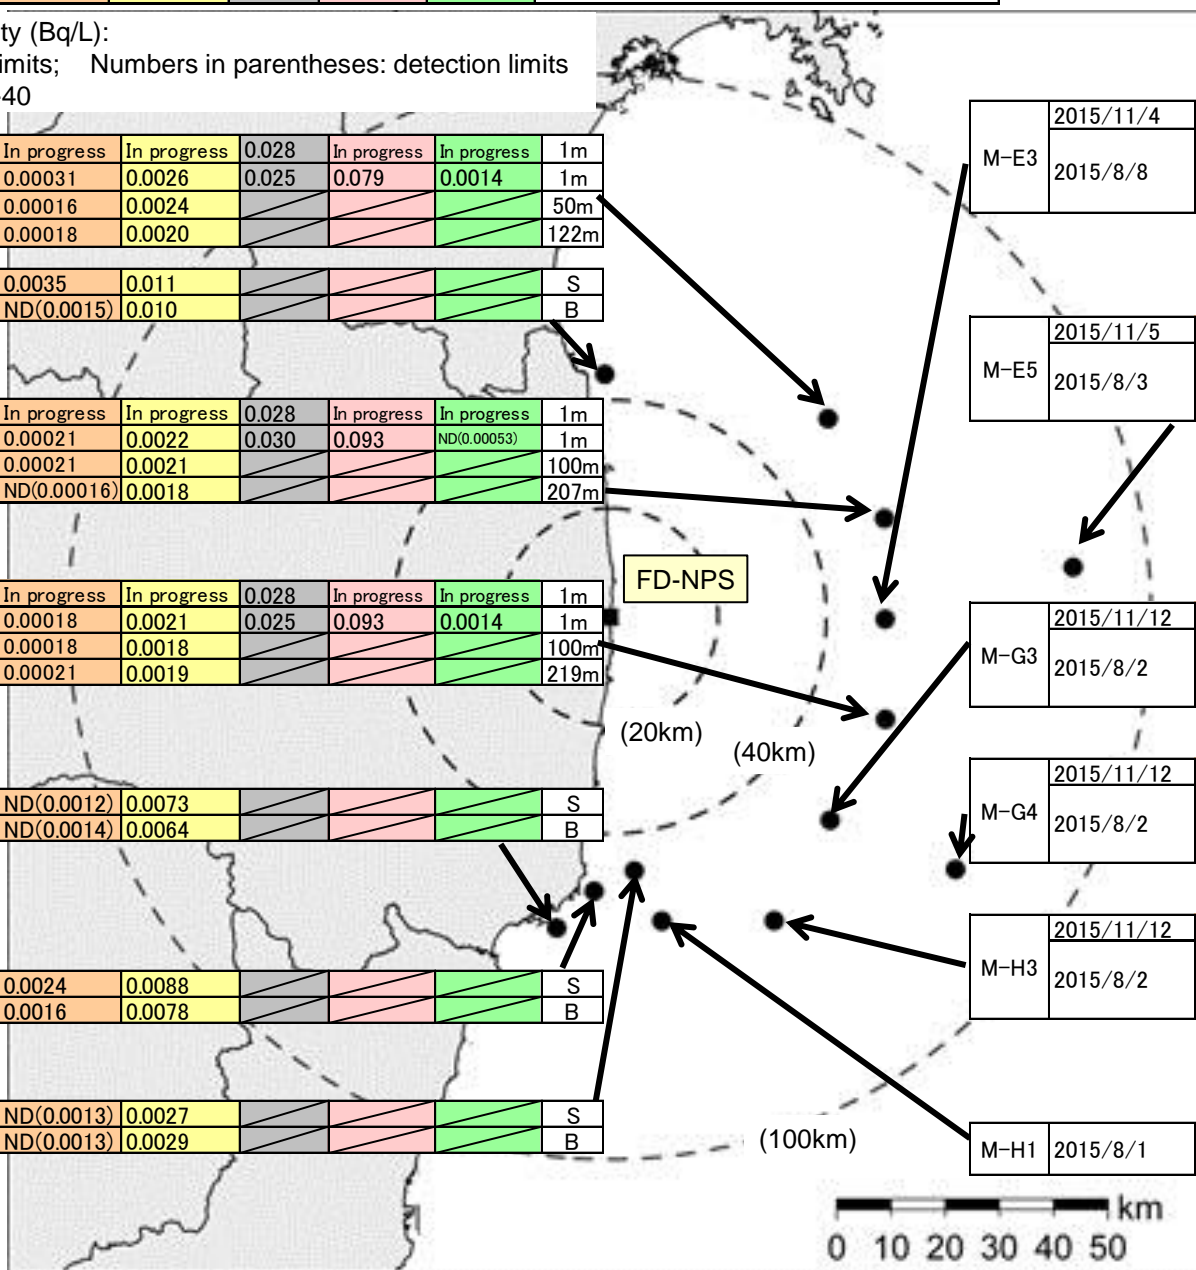 ty (Bq/L):
imits; Numbers in parentheses: detection limits
-40
In progress In progress 0.028 In progress In progress 1m
0.00031 0.0026 0.025 0.079 0.0014 1m
0.00016 0.0024 50m
0.00018 0.0020 122m
0.0035 0.011 S
ND(0.0015) 0.010 B
In progress In progress 0.028 In progress In progress 1m
0.00021 0.0022 0.030 0.093 ND(0.00053) 1m
0.00021 0.0021 100m
ND(0.00016) 0.0018 207m
In progress In progress 0.028 In progress In progress 1m
0.00018 0.0021 0.025 0.093 0.0014 1m
0.00018 0.0018 100m
0.00021 0.0019 219m
ND(0.0012) 0.0073 S
ND(0.0014) 0.0064 B
0.0024 0.0088 S
0.0016 0.0078 B
ND(0.0013) 0.0027 S
ND(0.0013) 0.0029 B
FD-NPS
(20km)
(40km)
(100km)
M-E3 2015/11/4
2015/8/8
M-E5 2015/11/5
2015/8/3
M-G3 2015/11/12
2015/8/2
M-G4 2015/11/12
2015/8/2
M-H3 2015/11/12
2015/8/2
M-H1 2015/8/1
km
0 10 20 30 40 50